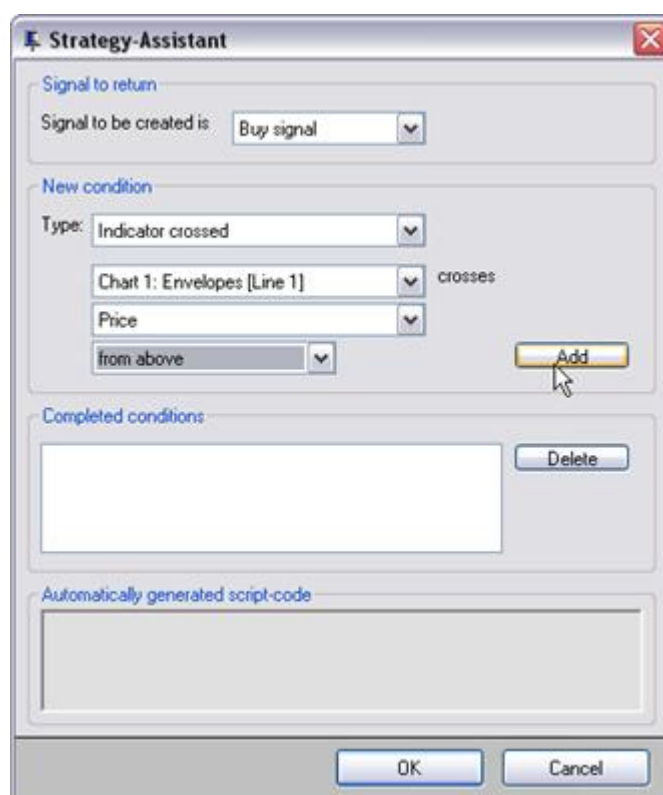 Strategy-Assistant
Signal to return
Signal to be created is Buy signal
New condition
Type: Indicator crossed
Chart 1: Envelopes [Line 1] crosses
Price
from above Add
Completed conditions
Delete
Automatically generated script-code
OK Cancel